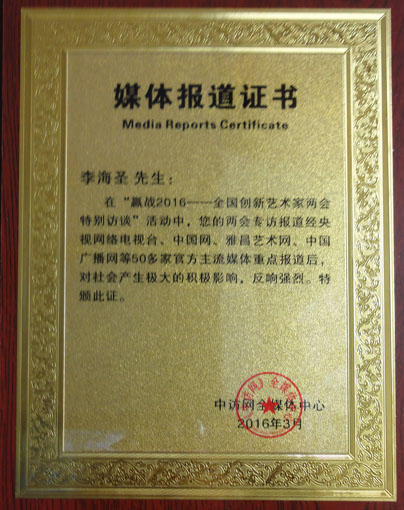 媒体报道证书
Media Reports Certificate
李海圣 先生：
在“赢战2016——全国创新艺术家两会
特别访谈”活动中，您的两会专访报道经央
视网络电视台、中国网、雅昌艺术网、中国
广播网等50多家官方主流媒体重点报道后，
对社会产生极大的积极影响，反响强烈。特
颁此证。
中访网全媒体中心
2016年3月